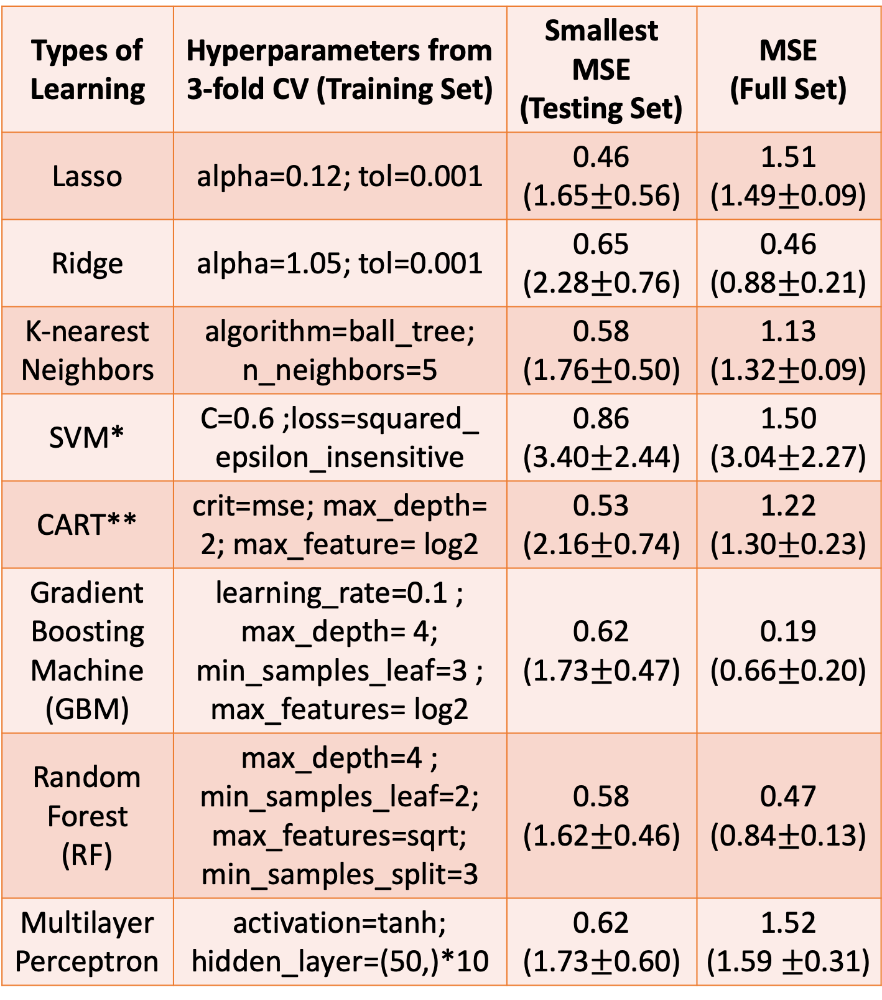 Types of
Learning
Hyperparameters from
3-fold CV (Training Set)
Smallest
MSE
(Testing Set)
MSE
(Full Set)
Lasso
alpha=0.12; tol=0.001
0.46
(1.65±0.56)
1.51
(1.49±0.09)
Ridge
alpha=1.05; tol=0.001
0.65
(2.28±0.76)
0.46
(0.88±0.21)
K-nearest
Neighbors
algorithm=ball_tree;
n_neighbors=5
0.58
(1.76±0.50)
1.13
(1.32±0.09)
SVM*
C=0.6 ;loss=squared_
epsilon_insensitive
0.86
(3.40±2.44)
1.50
(3.04±2.27)
CART**
crit=mse; max_depth=
2; max_feature= log2
0.53
(2.16±0.74)
1.22
(1.30±0.23)
Gradient
Boosting
Machine
(GBM)
learning_rate=0.1 ;
max_depth= 4;
min_samples_leaf=3 ;
max_features= log2
0.62
(1.73±0.47)
0.19
(0.66±0.20)
Random
Forest
(RF)
max_depth=4 ;
min_samples_leaf=2;
max_features=sqrt;
min_samples_split=3
0.58
(1.62±0.46)
0.47
(0.84±0.13)
Multilayer
Perceptron
activation=tanh;
hidden_layer=(50,)*10
0.62
(1.73±0.60)
1.52
(1.59 ±0.31)